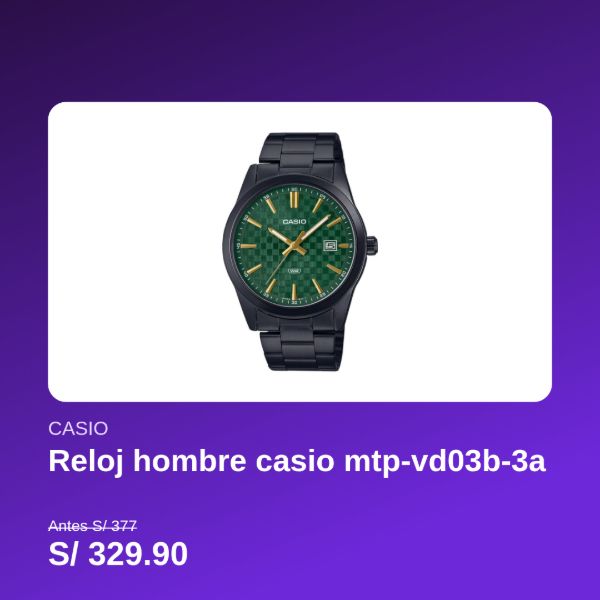 CASIO
CASIO
Reloj hombre casio mtp-vd03b-3a
Antes S/ 377
S/ 329.90